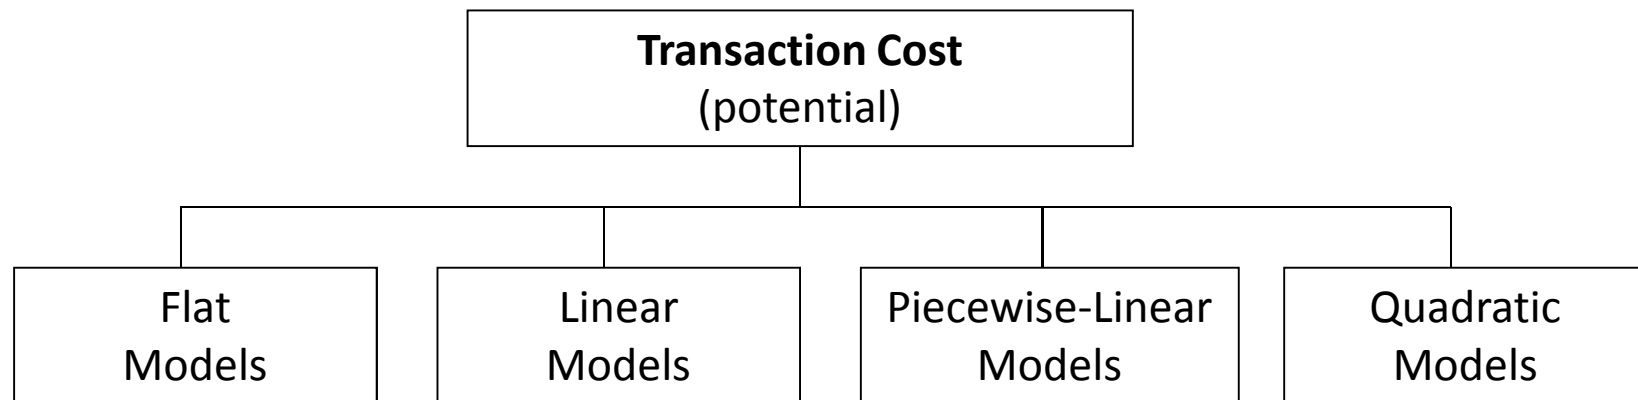 Transaction Cost
(potential)
Flat
Models
Linear
Models
Piecewise-Linear
Models
Quadratic
Models